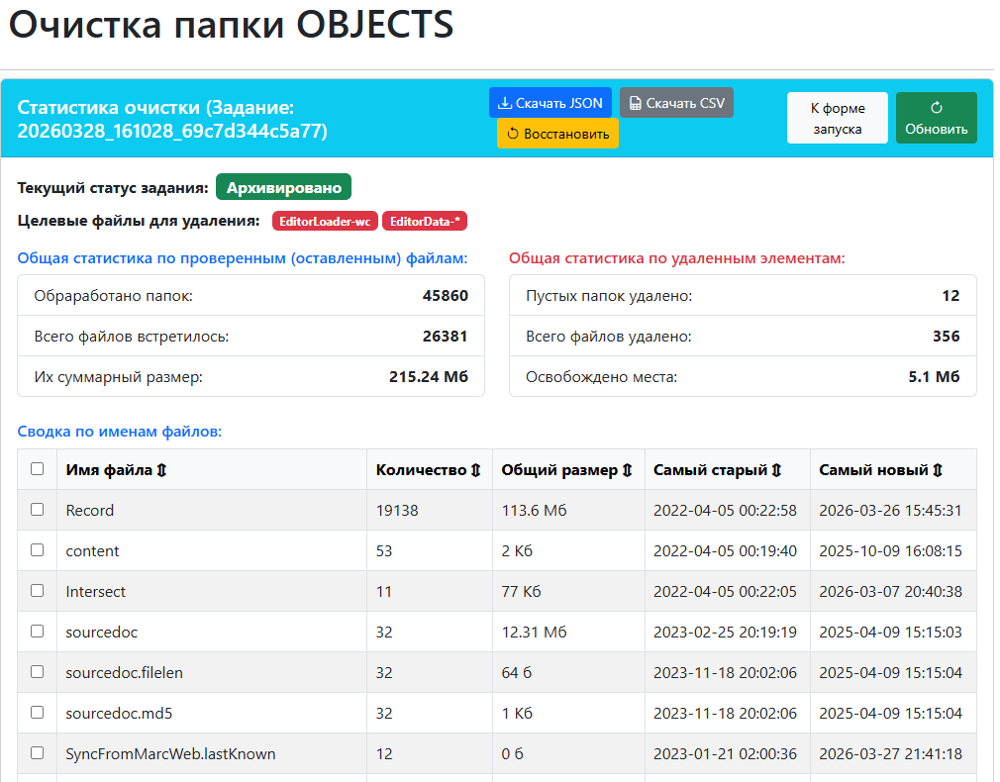 Очистка папки OBJECTS
Статистика очистки (Задание:
20260328_161028_69c7d344c5a77)
Скачать JSON
Скачать CSV
Восстановить
К форме
запуска
Обновить
Текущий статус задания: Архивировано
Целевые файлы для удаления: EditorLoader-wc EditorData-*
Общая статистика по проверенным (оставленным) файлам:
Обраработано папок: 45860
Всего файлов встретилось: 26381
Их суммарный размер: 215.24 Мб
Общая статистика по удаленным элементам:
Пустых папок удалено: 12
Всего файлов удалено: 356
Освобождено места: 5.1 Мб
Сводка по именам файлов:
Имя файла ⇕ Количество ⇕ Общий размер ⇕ Самый старый ⇕ Самый новый ⇕
Record 19138 113.6 Мб 2022-04-05 00:22:58 2026-03-26 15:45:31
content 53 2 Кб 2022-04-05 00:19:40 2025-10-09 16:08:15
Intersect 11 77 Кб 2022-04-05 00:22:05 2026-03-07 20:40:38
sourcedoc 32 12.31 Мб 2023-02-25 20:19:19 2025-04-09 15:15:03
sourcedoc.filelen 32 64 б 2023-11-18 20:02:06 2025-04-09 15:15:04
sourcedoc.md5 32 1 Кб 2023-11-18 20:02:06 2025-04-09 15:15:04
SyncFromMarcWeb.lastKnown 12 0 б 2023-01-21 02:00:36 2026-03-27 21:41:18